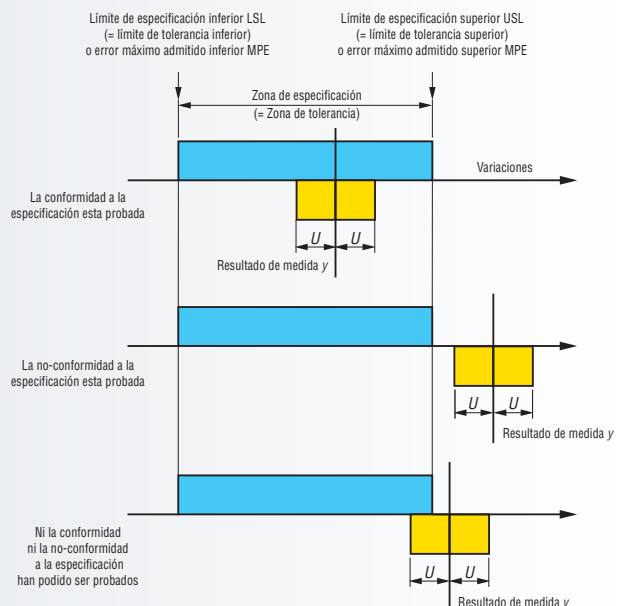 Límite de especificación inferior LSL
(= límite de tolerancia inferior)
o error máximo admitido inferior MPE
Límite de especificación superior USL
(= límite de tolerancia superior)
o error máximo admitido superior MPE
Zona de especificación
(= Zona de tolerancia)
Variaciones
La conformidad a la
especificación esta probada
U U
Resultado de medida y
La no-conformidad a la
especificación esta probada
U U
Resultado de medida y
Ni la conformidad
ni la no-conformidad
a la especificación
han podido ser probados
U U
Resultado de medida y